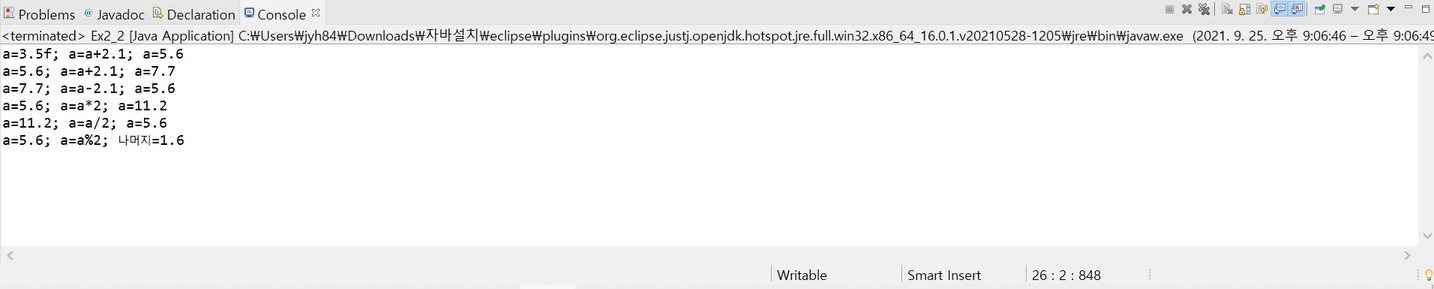 Problems Javadoc Declaration Console
<terminated> Ex2_2 [Java Application] C:₩Users₩jyh84₩Downloads₩자바설치₩eclipse₩plugins₩org.eclipse.justj.openjdk.hotspot.jre.full.win32.x86_64_16.0.1.v20210528-1205₩jre₩bin₩javaw.exe (2021. 9. 25. 오후 9:06:46 – 오후 9:06:49
a=3.5f; a=a+2.1; a=5.6
a=5.6; a=a+2.1; a=7.7
a=7.7; a=a-2.1; a=5.6
a=5.6; a=a*2; a=11.2
a=11.2; a=a/2; a=5.6
a=5.6; a=a%2; 나머지=1.6
Writable Smart Insert 26 : 2 : 848